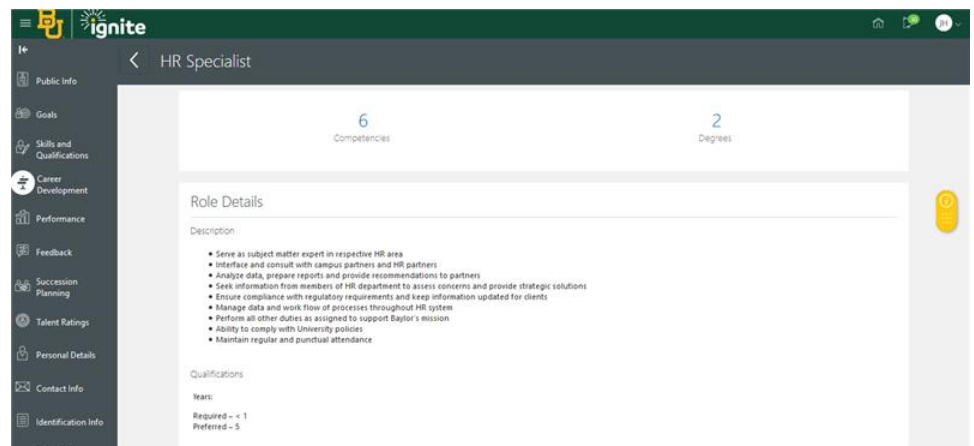 BU
ignite
JH
HR Specialist
Public Info
Goals
Skills and
Qualifications
Career
Development
Performance
Feedback
Succession
Planning
Talent Ratings
Personal Details
Contact Info
Identification Info
6
Competencies
2
Degrees
Role Details
Description
• Serve as subject matter expert in respective HR area
• Interface and consult with campus partners and HR partners
• Analyze data, prepare reports and provide recommendations to partners
• Seek information from members of HR department to assess concerns and provide strategic solutions
• Ensure compliance with regulatory requirements and keep information updated for clients
• Manage data and work flow of processes throughout HR system
• Perform all other duties as assigned to support Baylor's mission
• Ability to comply with University policies
• Maintain regular and punctual attendance
Qualifications
Years:
Required – < 1
Preferred – 5